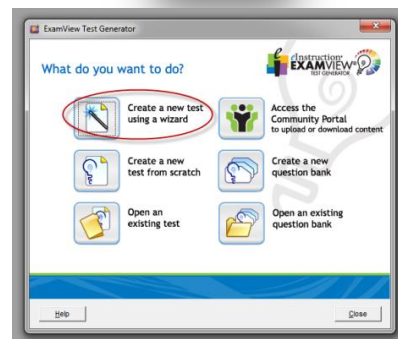 ExamView Test Generator
What do you want to do?
eInstruction
EXAMVIEW
TEST GENERATOR
Create a new test
using a wizard
Access the
Community Portal
to upload or download content
Create a new
test from scratch
Create a new
question bank
Open an
existing test
Open an existing
question bank
Help
Close